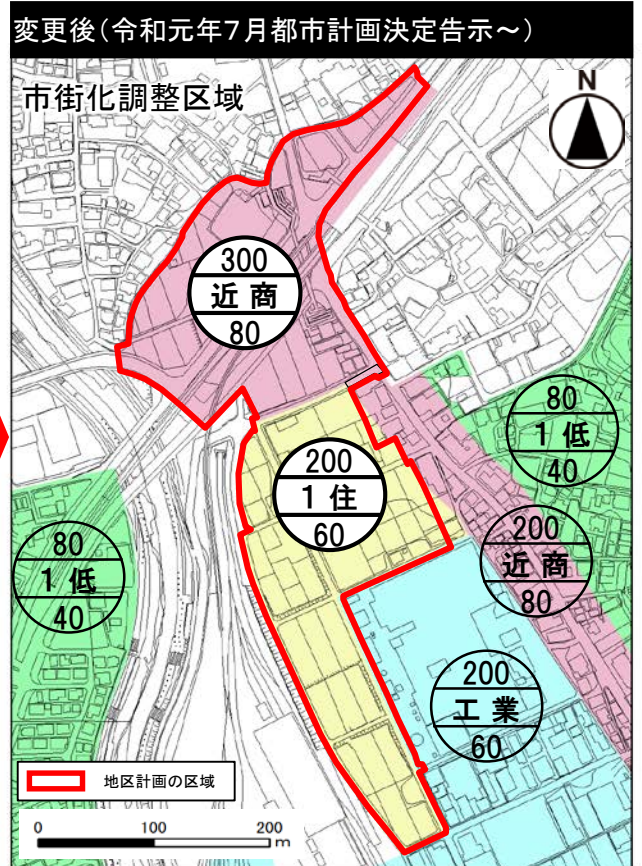 変更後(令和元年7月都市計画決定告示～)
市街化調整区域
N
300
近商
80
80
1低
40
200
1住
60
200
近商
80
80
1低
40
200
工業
60
地区計画の区域
0 100 200
m